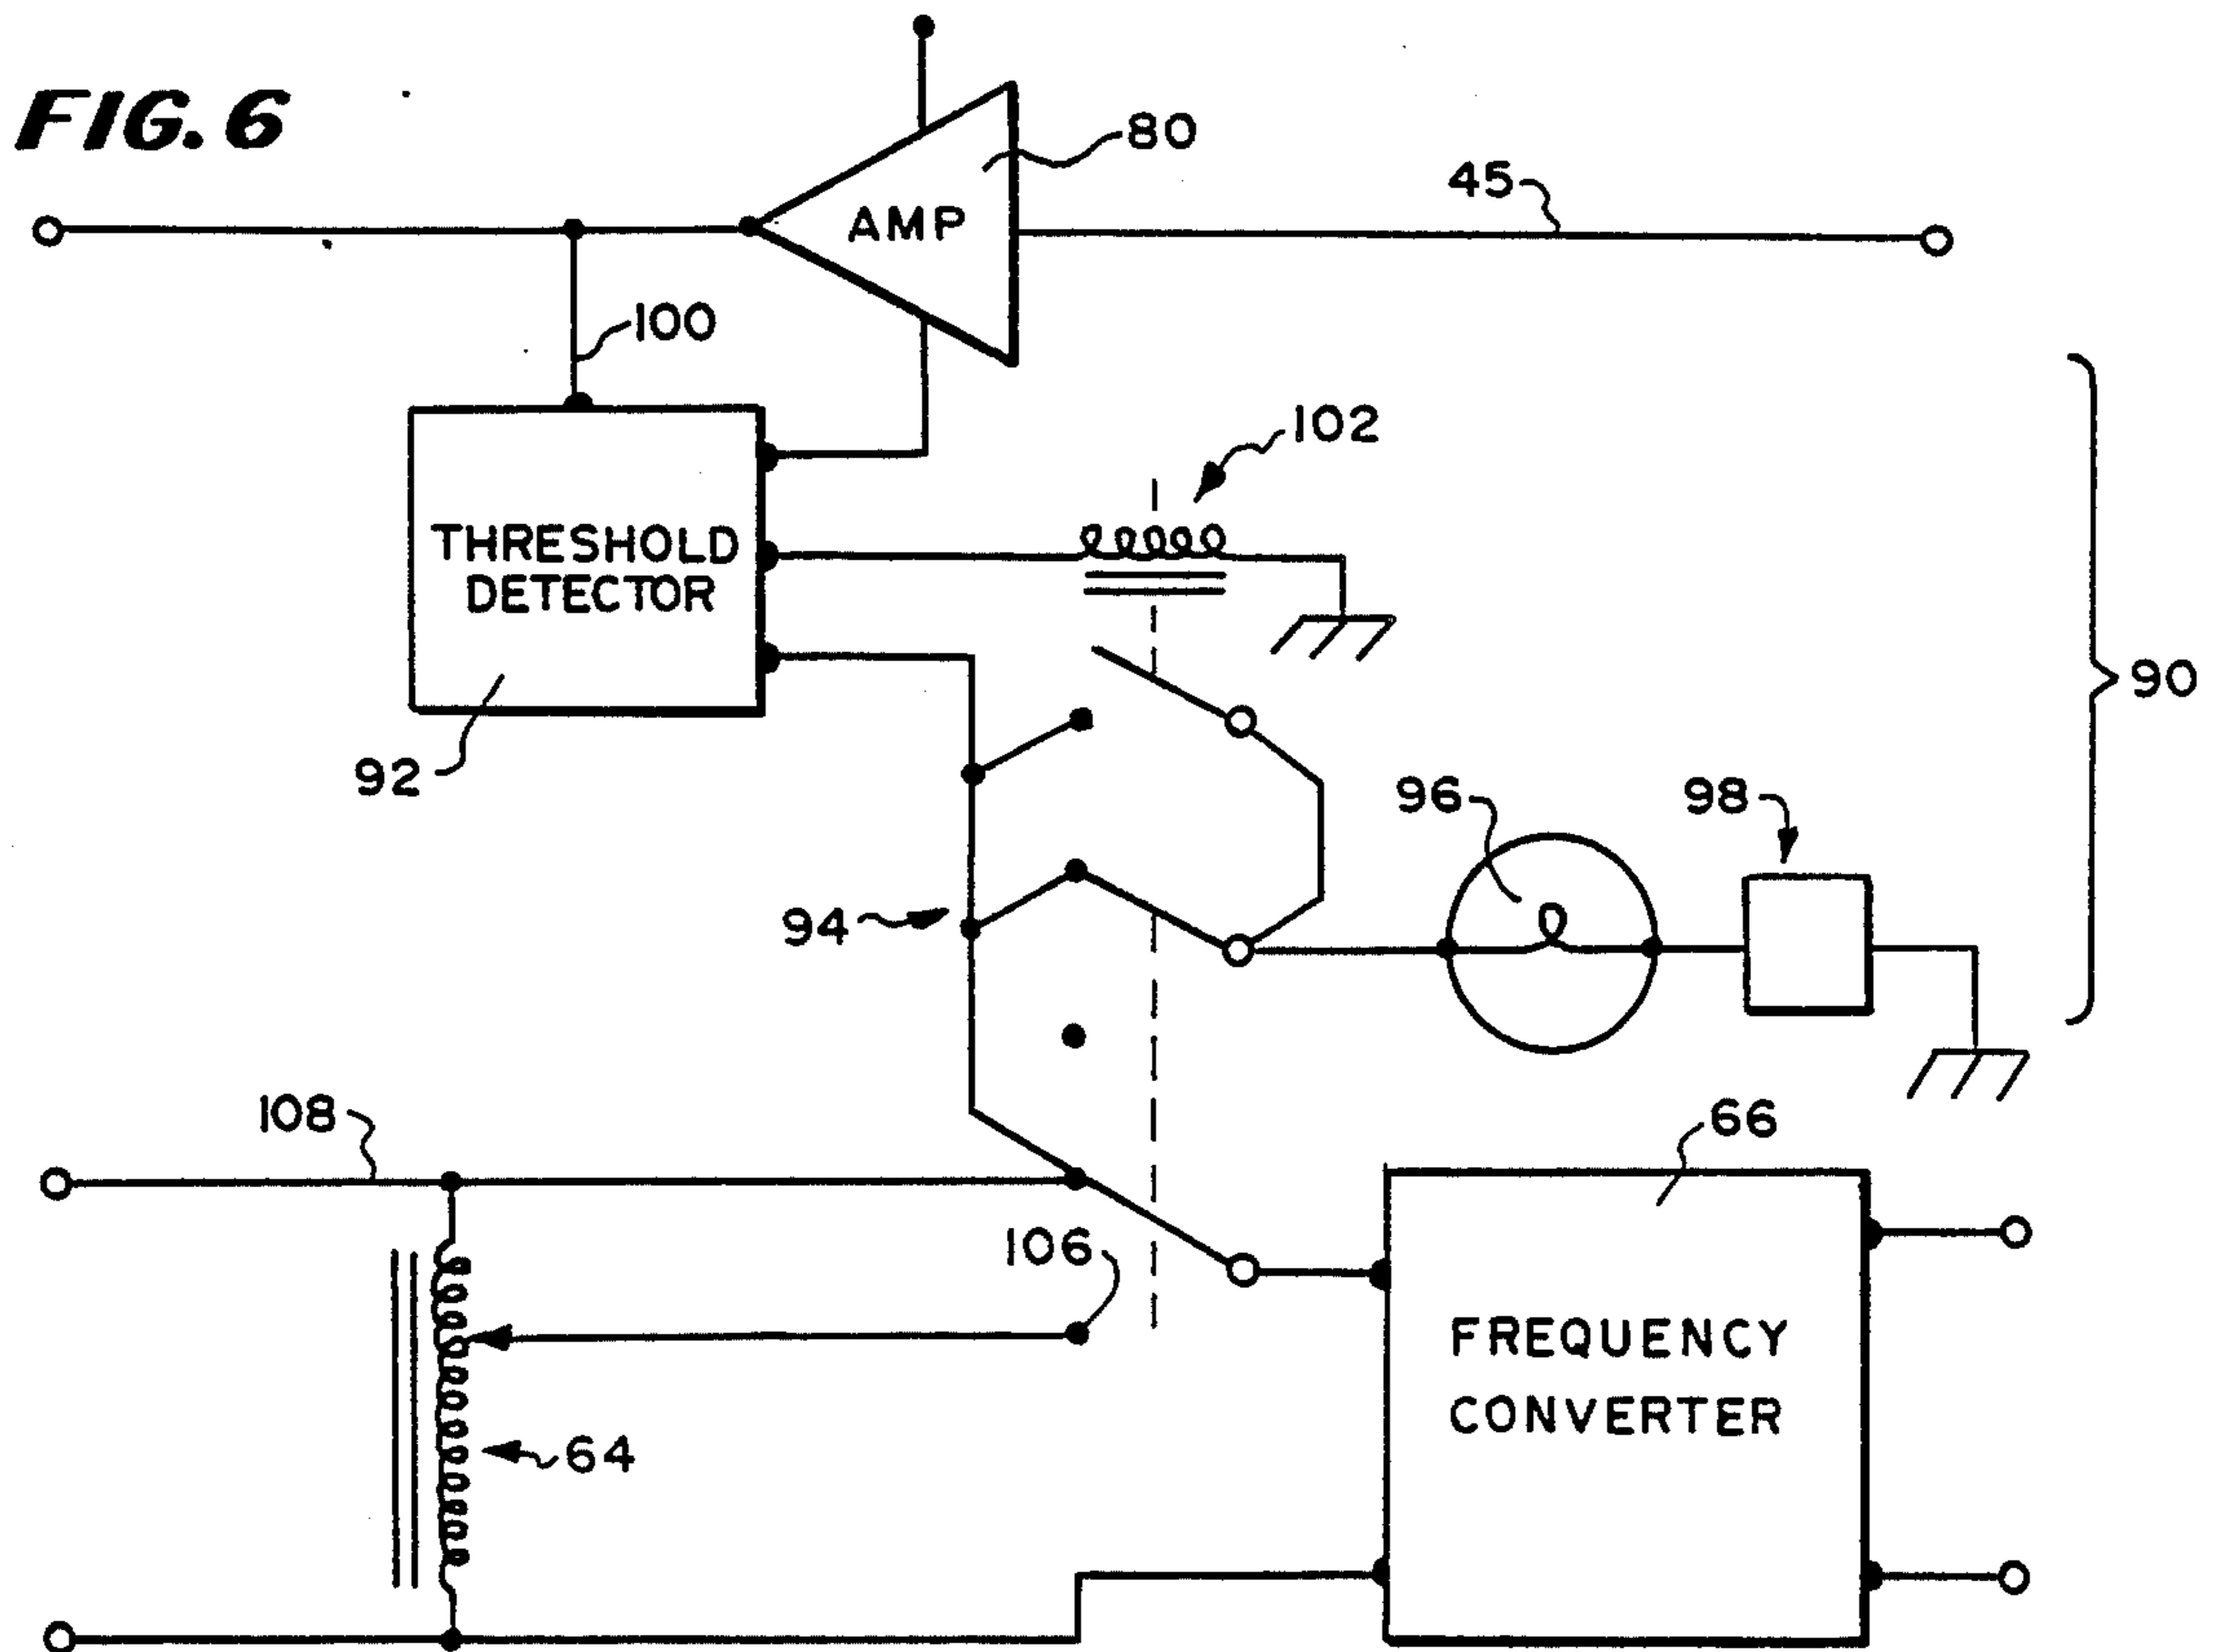 FIG. 6
80
AMP
45
100
102
THRESHOLD
DETECTOR
90
92
96
98
94
108
66
106
FREQUENCY
CONVERTER
64